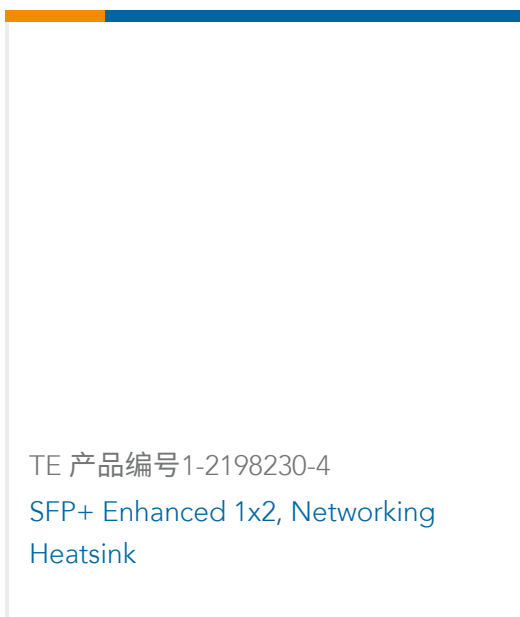 TE 产品编号1-2198230-4
SFP+ Enhanced 1x2, Networking
Heatsink